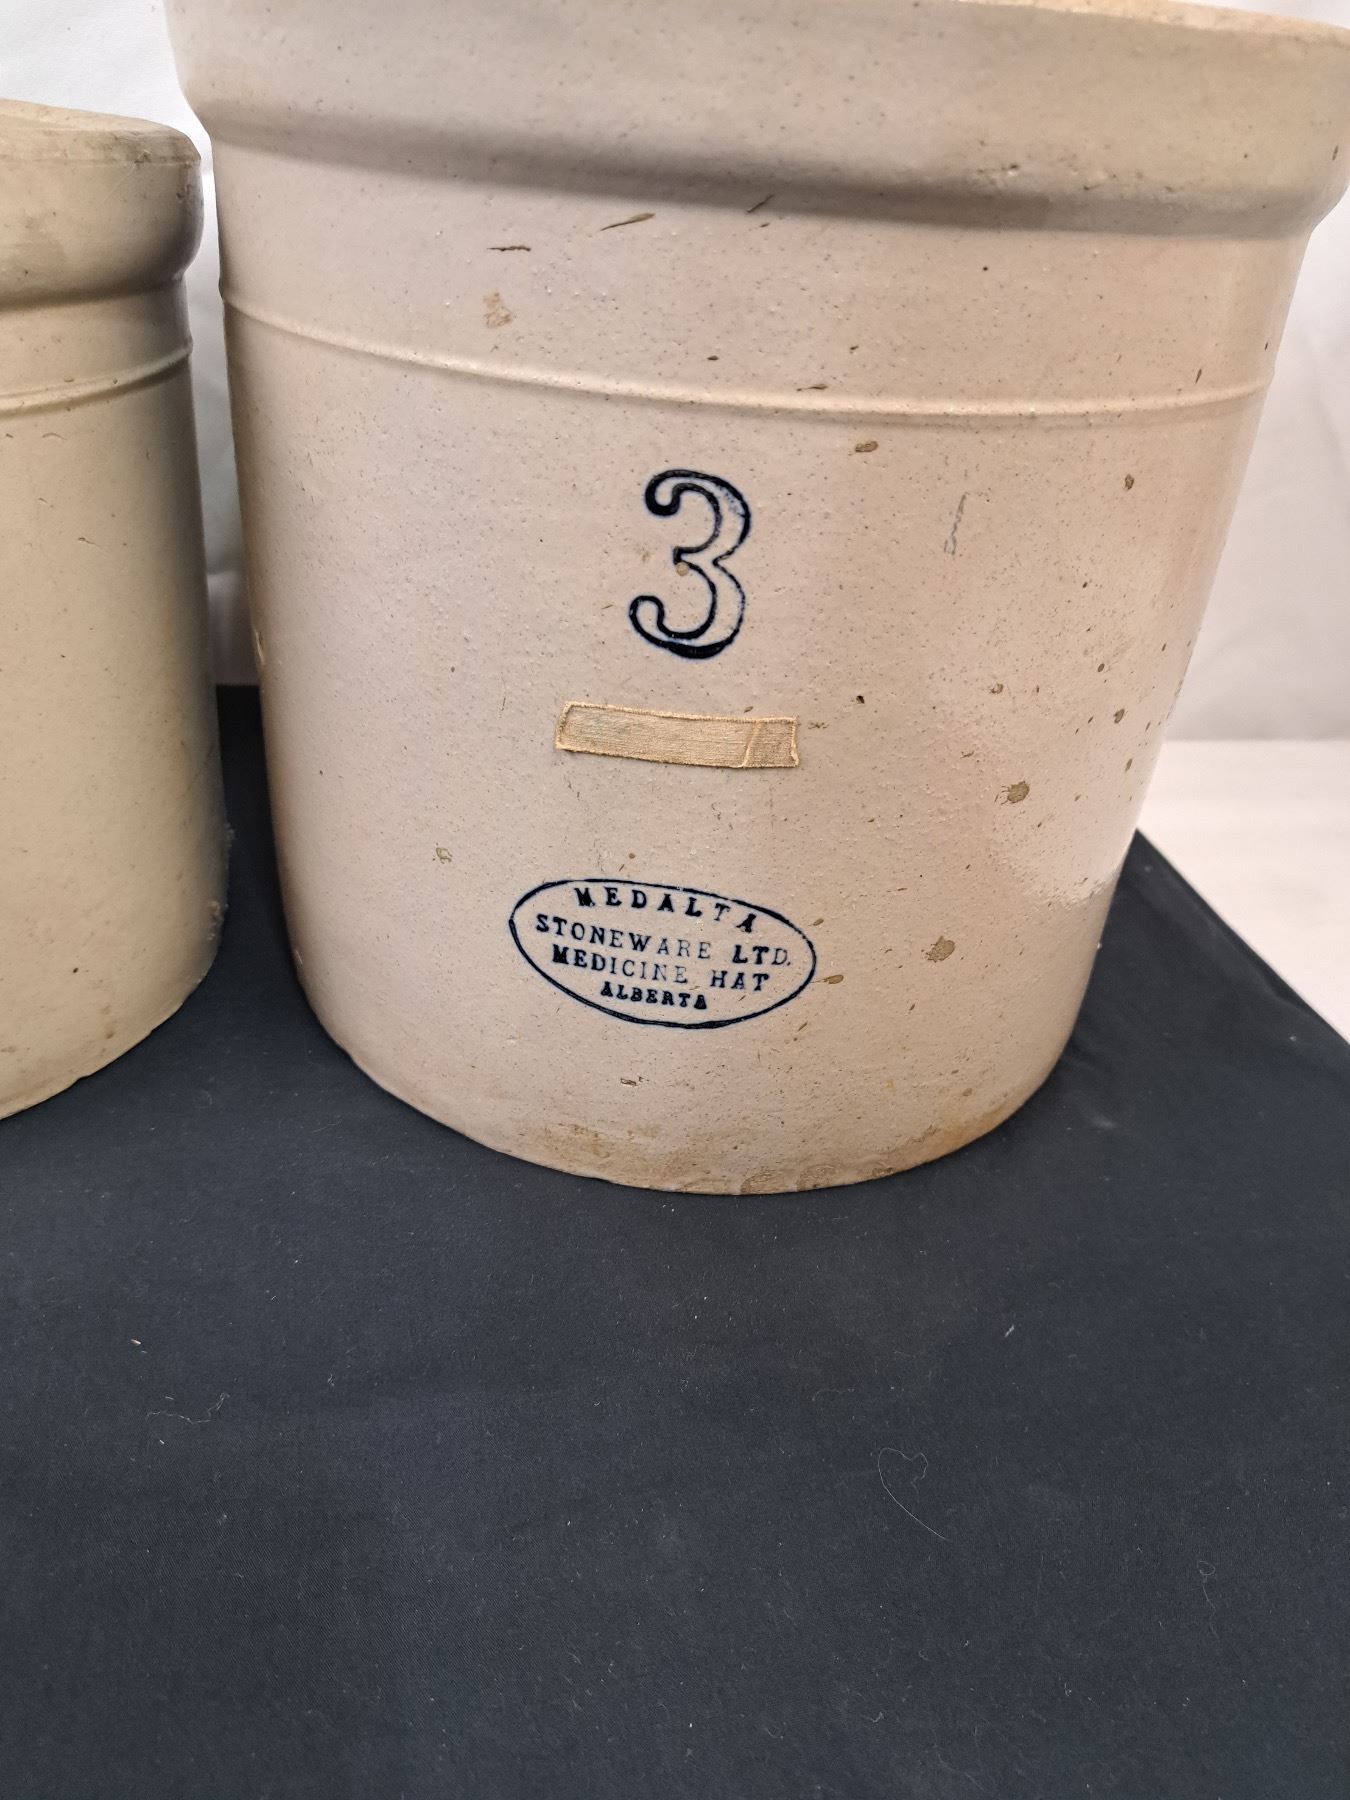 3
MEDALTA
STONEWARE LTD.
MEDICINE HAT
ALBERTA